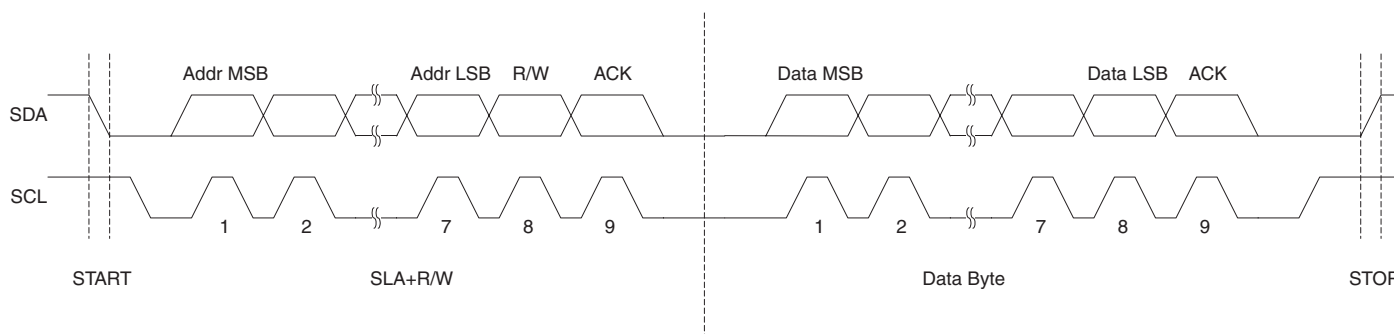 Addr MSB Addr LSB R/W ACK Data MSB Data LSB ACK
SDA
SCL
1 2 7 8 9 1 2 7 8 9
START SLA+R/W Data Byte STOP